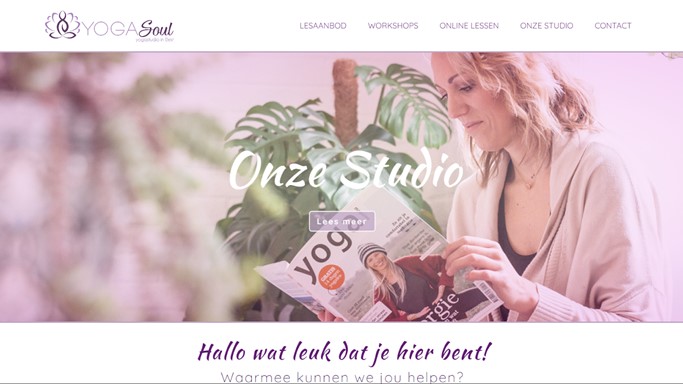 YOGA Soul
LESAANBOD WORKSHOPS ONLINE LESSEN ONZE STUDIO CONTACT
Onze Studio
Lees meer
yoga
Hallo wat leuk dat je hier bent!
Waarmee kunnen we jou helpen?